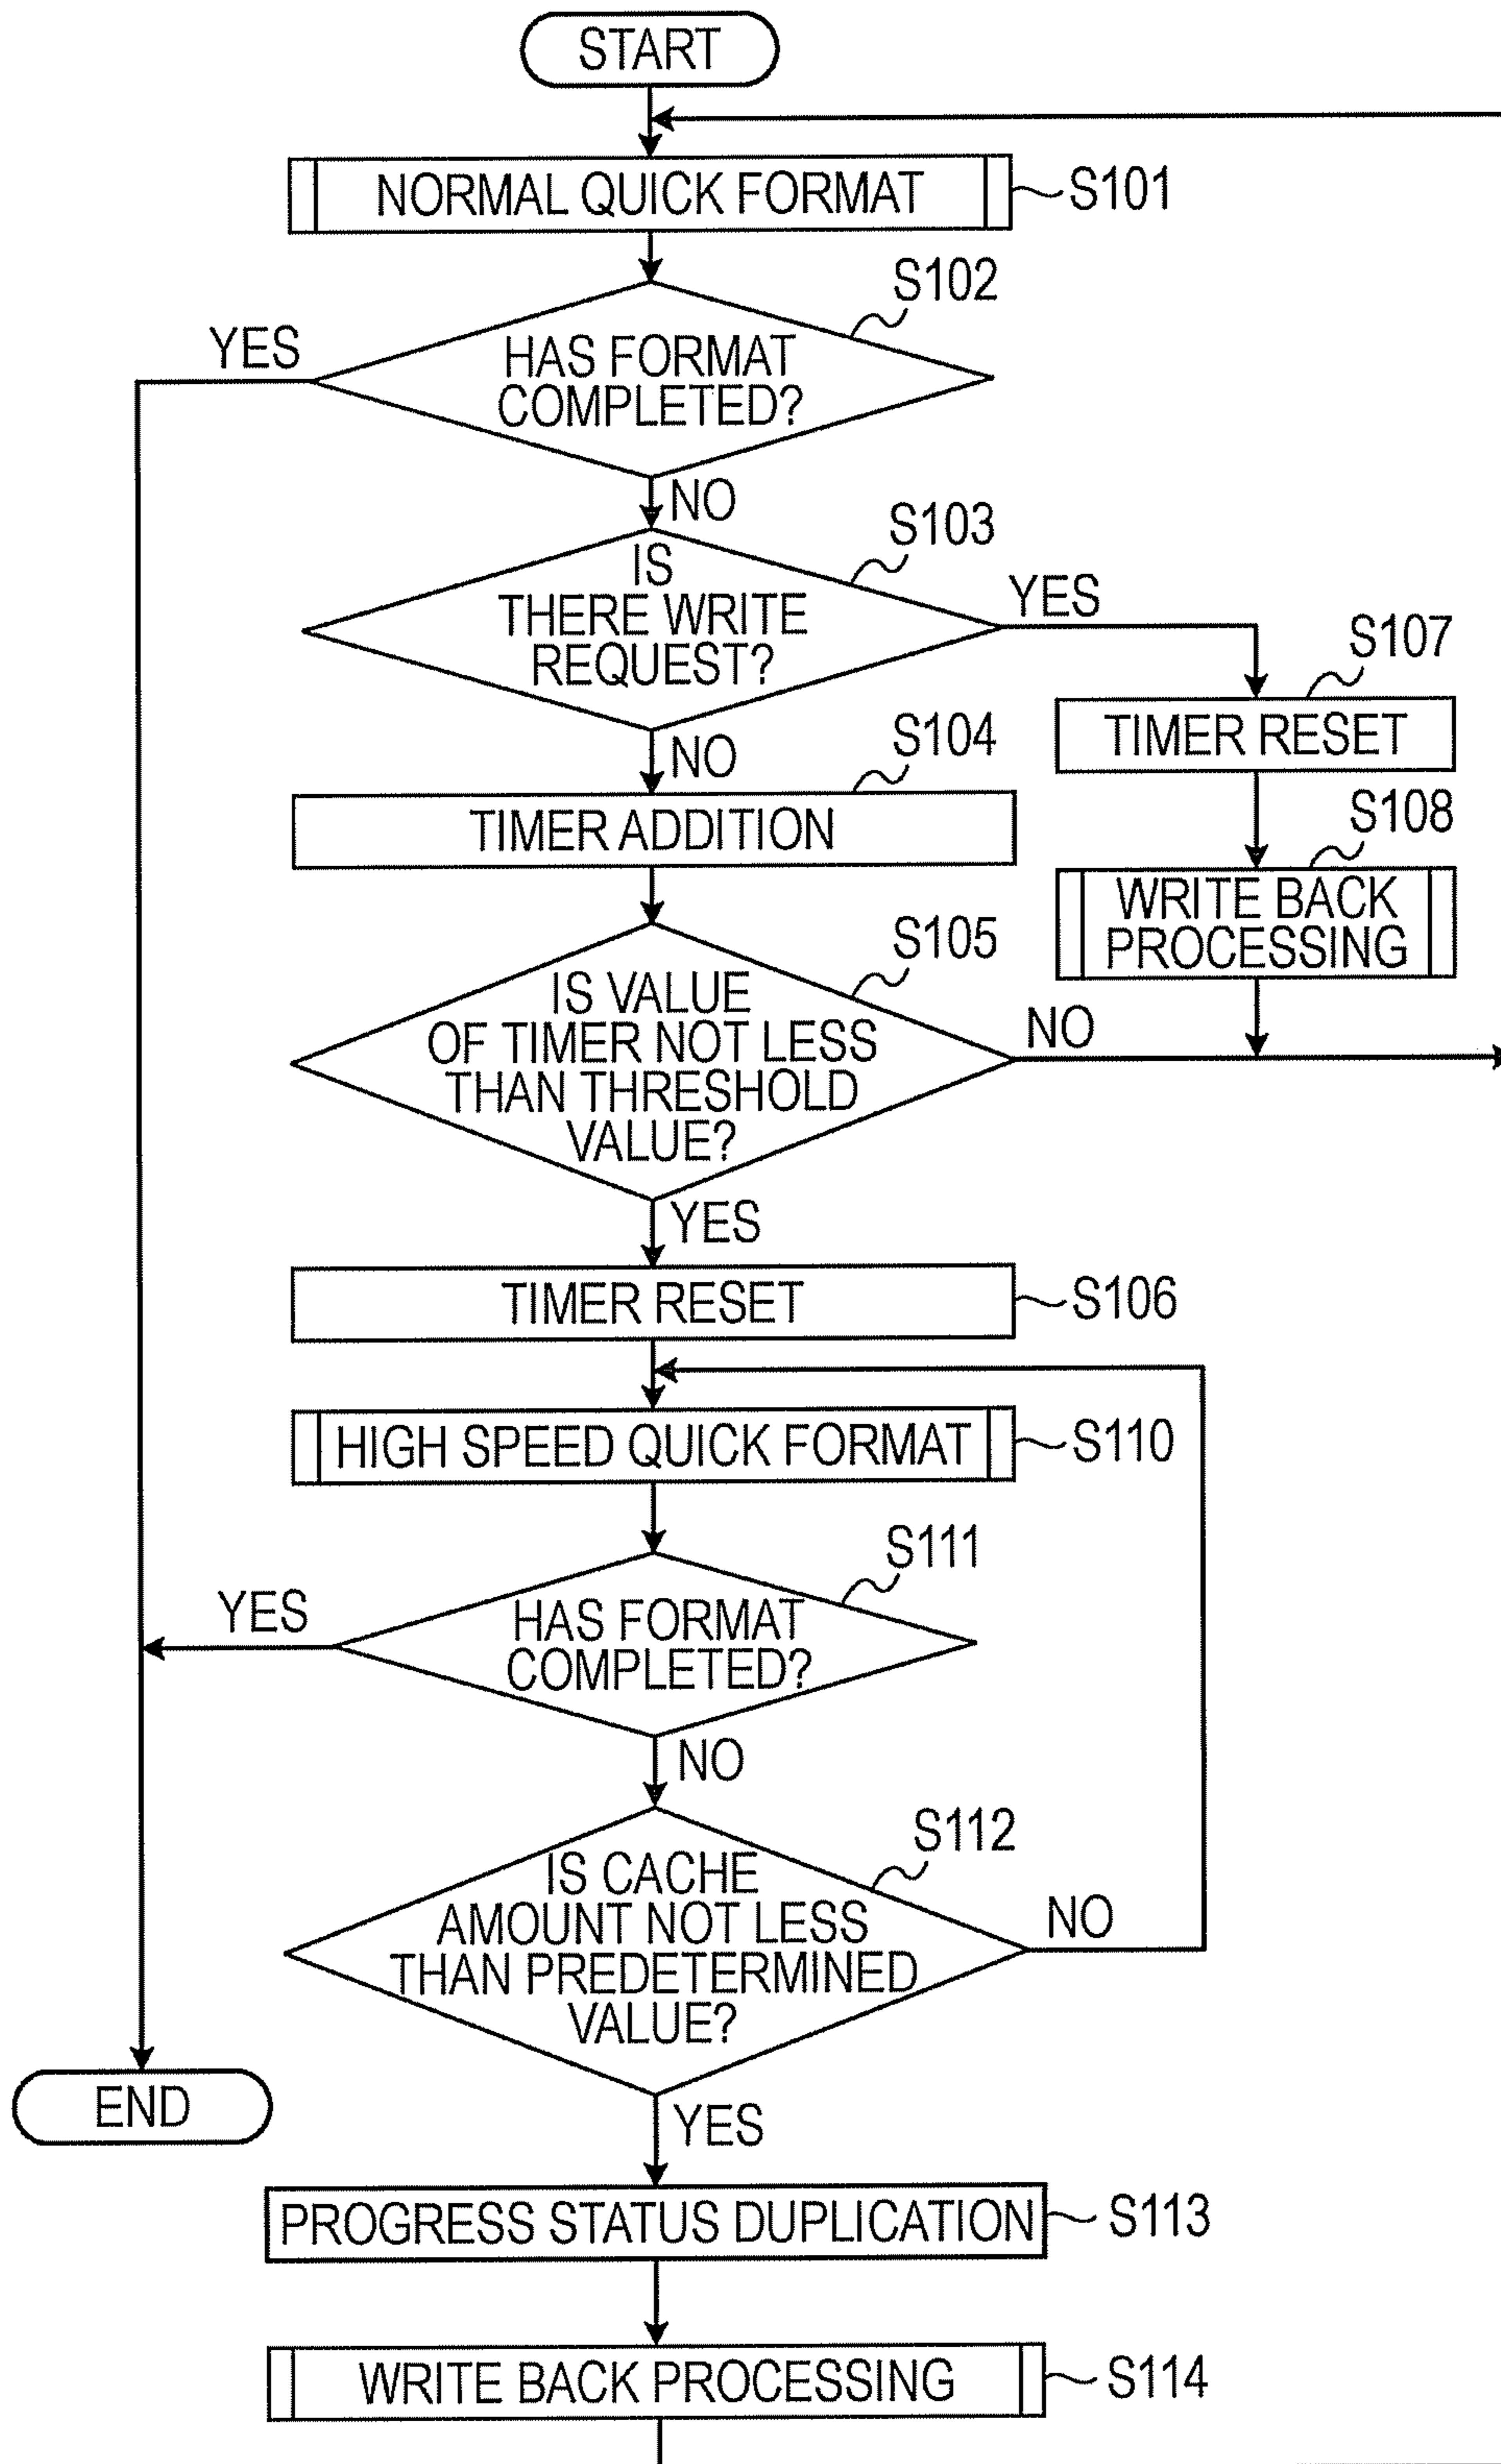 START
NORMAL QUICK FORMAT
S101
S102
YES
HAS FORMAT
COMPLETED?
NO
S103
IS
THERE WRITE
REQUEST?
YES
S107
TIMER RESET
NO
S104
TIMER ADDITION
S108
WRITE BACK
PROCESSING
S105
IS VALUE
OF TIMER NOT LESS
THAN THRESHOLD
VALUE?
NO
YES
TIMER RESET
S106
HIGH SPEED QUICK FORMAT
S110
S111
YES
HAS FORMAT
COMPLETED?
NO
S112
IS CACHE
AMOUNT NOT LESS
THAN PREDETERMINED
VALUE?
NO
END
YES
PROGRESS STATUS DUPLICATION
S113
WRITE BACK PROCESSING
S114